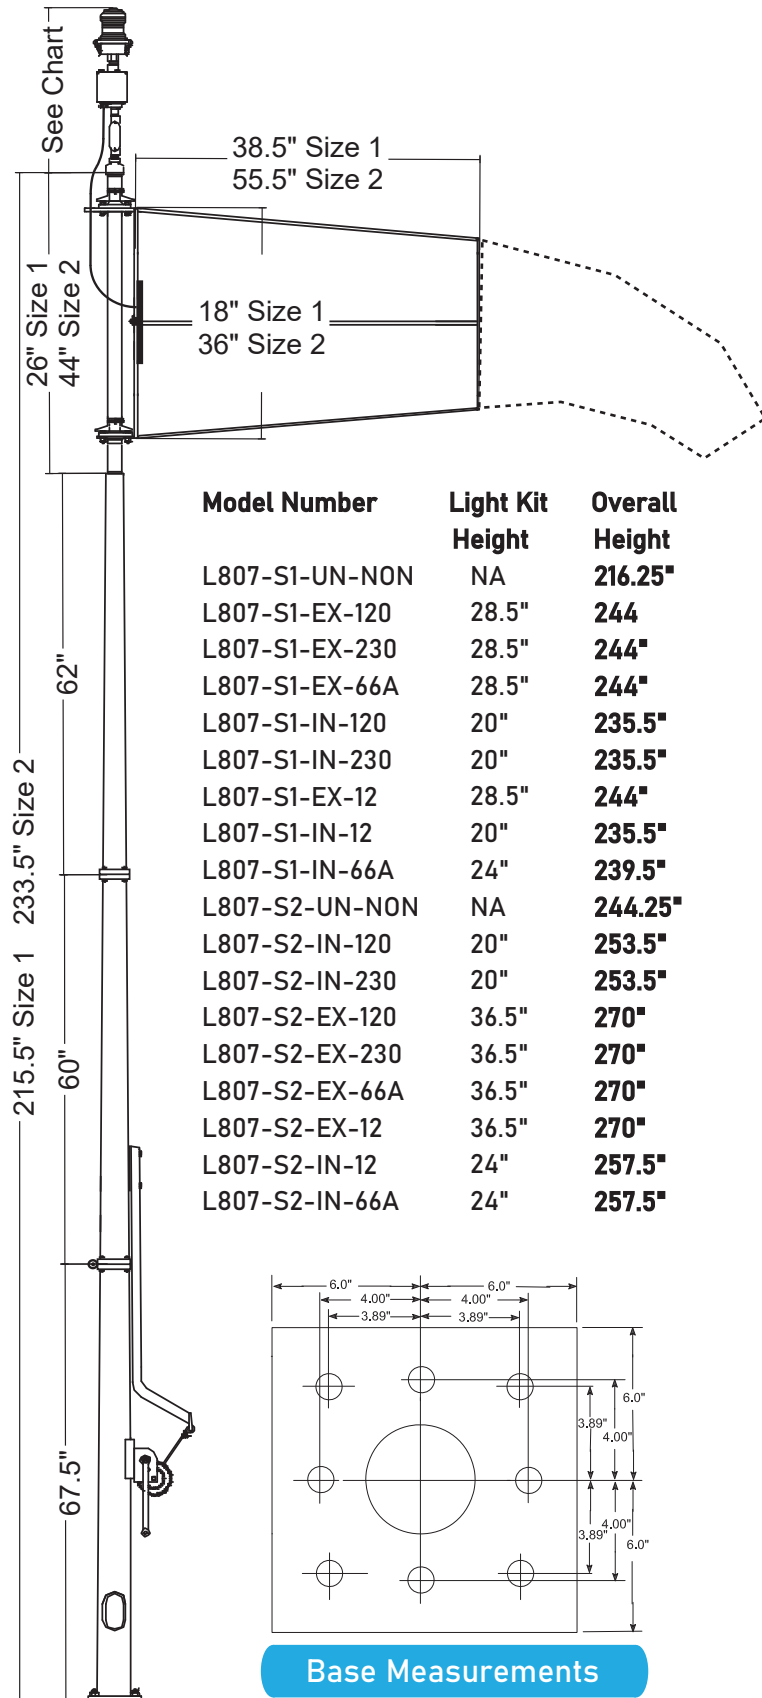 See Chart
38.5" Size 1
55.5" Size 2
18" Size 1
36" Size 2
26" Size 1
44" Size 2
Model Number Light Kit Height Overall Height
L807-S1-UN-NON NA 216.25"
L807-S1-EX-120 28.5" 244
L807-S1-EX-230 28.5" 244"
L807-S1-EX-66A 28.5" 244"
L807-S1-IN-120 20" 235.5"
L807-S1-IN-230 20" 235.5"
L807-S1-EX-12 28.5" 244"
L807-S1-IN-12 20" 235.5"
L807-S1-IN-66A 24" 239.5"
L807-S2-UN-NON NA 244.25"
L807-S2-IN-120 20" 253.5"
L807-S2-IN-230 20" 253.5"
L807-S2-EX-120 36.5" 270"
L807-S2-EX-230 36.5" 270"
L807-S2-EX-66A 36.5" 270"
L807-S2-EX-12 36.5" 270"
L807-S2-IN-12 24" 257.5"
L807-S2-IN-66A 24" 257.5"
62"
215.5" Size 1 233.5" Size 2
60"
67.5"
6.0" 6.0"
4.00" 4.00"
3.89" 3.89"
6.0"
3.89"
4.00"
4.00"
3.89"
6.0"
Base Measurements